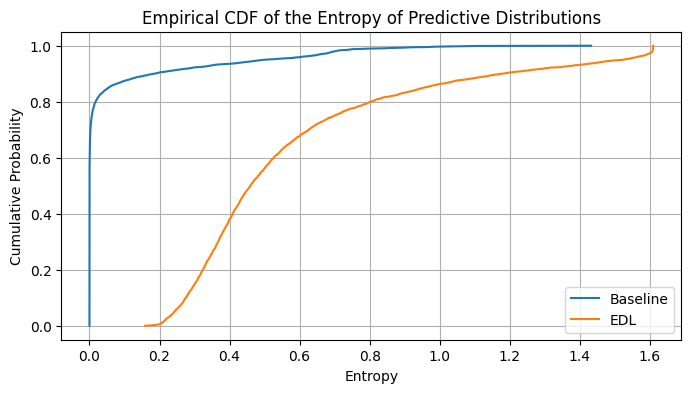 Empirical CDF of the Entropy of Predictive Distributions
Cumulative Probability
1.0
0.8
0.6
0.4
0.2
0.0
Baseline
EDL
0.0 0.2 0.4 0.6 0.8 1.0 1.2 1.4 1.6
Entropy